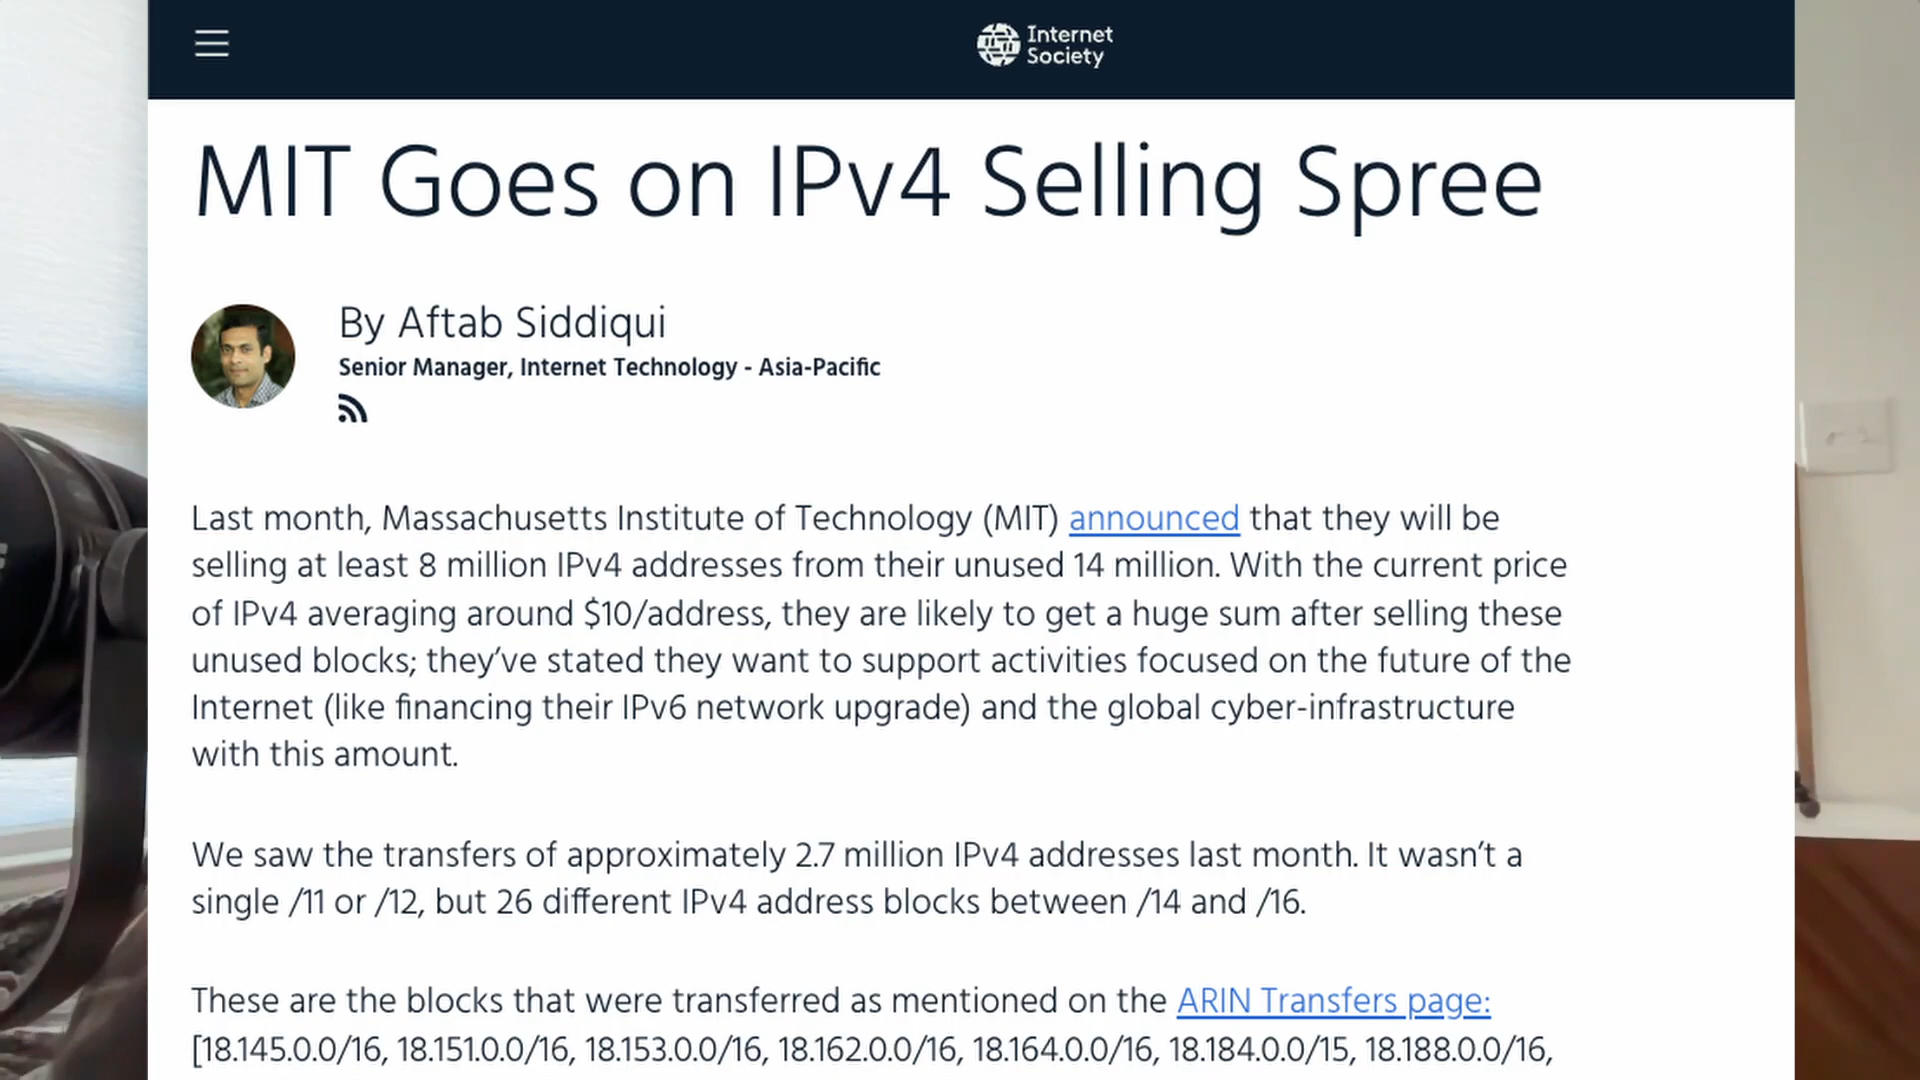 Internet
Society
MIT Goes on IPv4 Selling Spree
By Aftab Siddiqui
Senior Manager, Internet Technology - Asia-Pacific
Last month, Massachusetts Institute of Technology (MIT) announced that they will be
selling at least 8 million IPv4 addresses from their unused 14 million. With the current price
of IPv4 averaging around $10/address, they are likely to get a huge sum after selling these
unused blocks; they’ve stated they want to support activities focused on the future of the
Internet (like financing their IPv6 network upgrade) and the global cyber-infrastructure
with this amount.
We saw the transfers of approximately 2.7 million IPv4 addresses last month. It wasn’t a
single /11 or /12, but 26 different IPv4 address blocks between /14 and /16.
These are the blocks that were transferred as mentioned on the ARIN Transfers page:
[18.145.0.0/16, 18.151.0.0/16, 18.153.0.0/16, 18.162.0.0/16, 18.164.0.0/16, 18.184.0.0/15, 18.188.0.0/16,